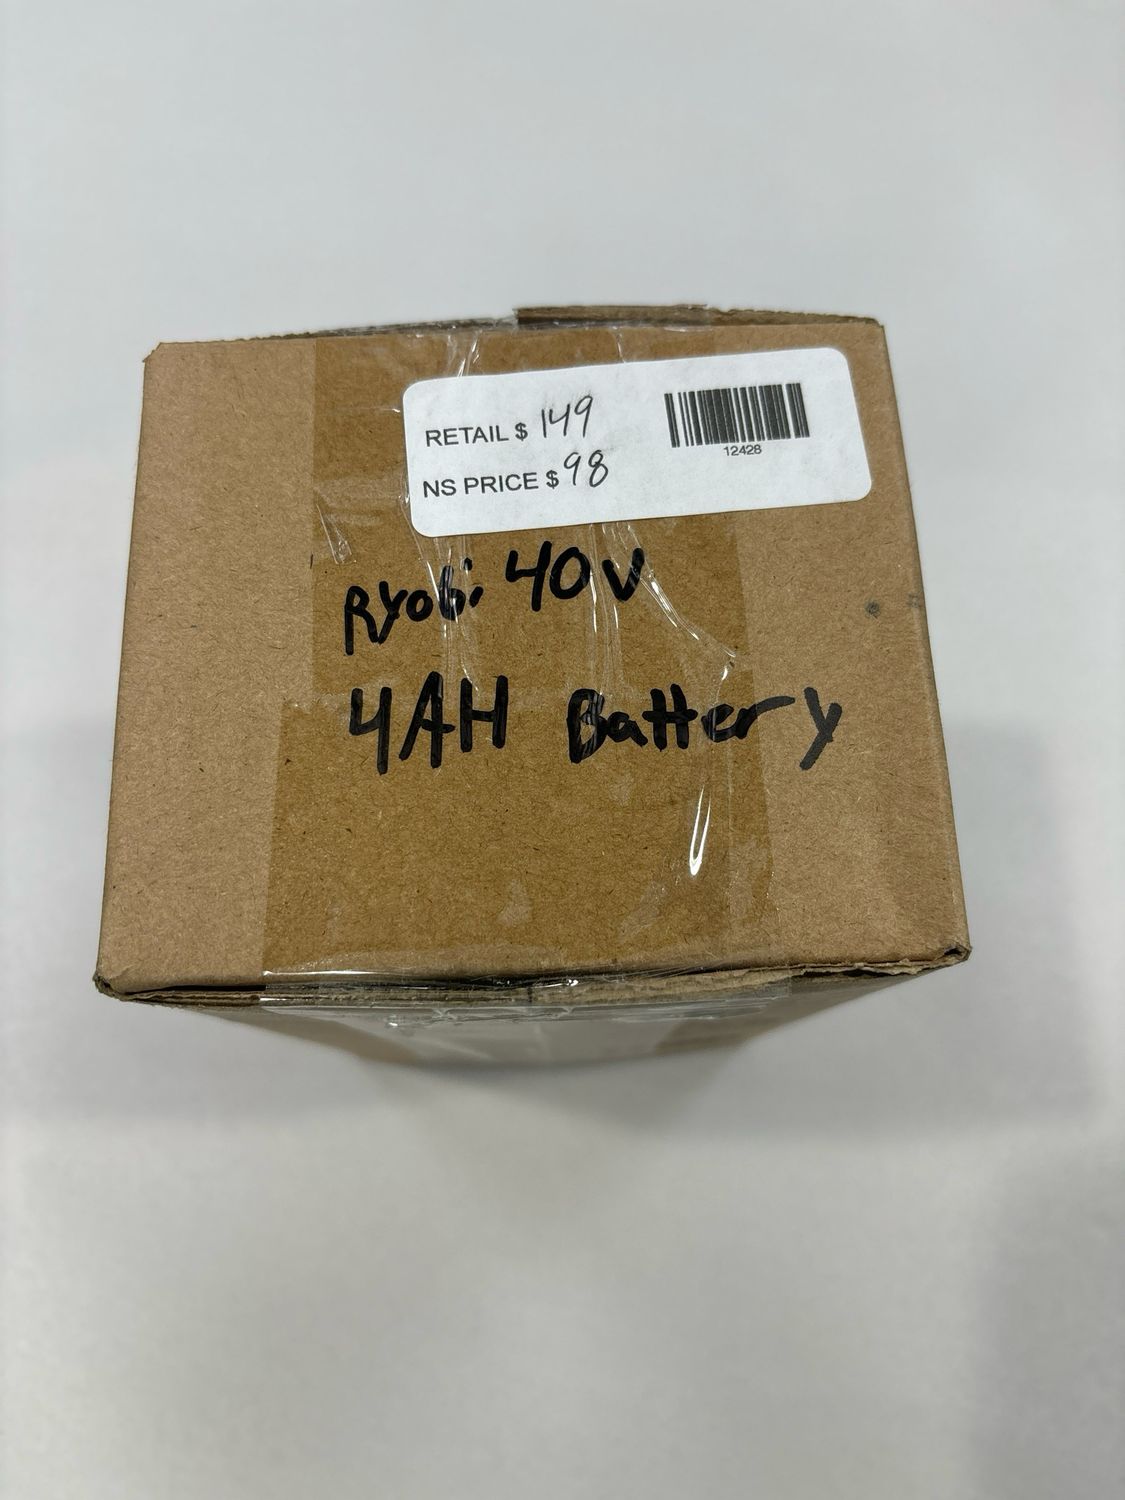 RETAIL $ 149
12428
NS PRICE $ 98
Ryobi 40V
4AH Battery